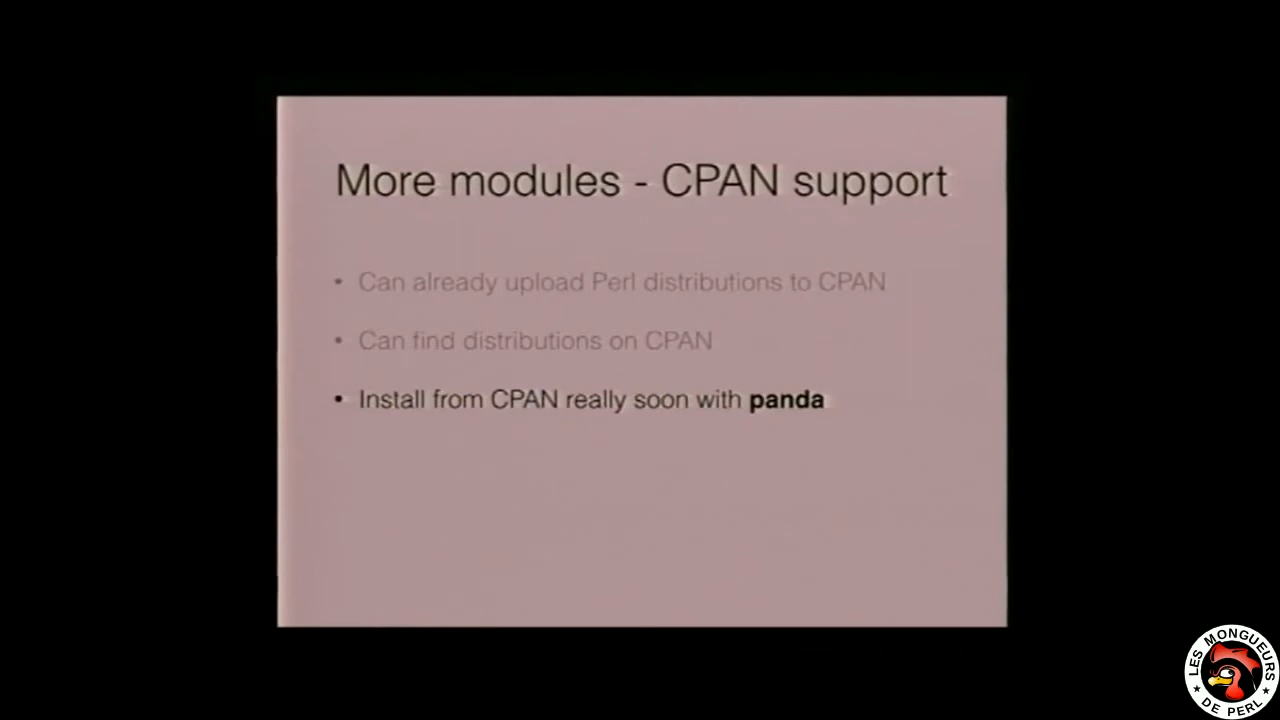 More modules - CPAN support
• Can already upload Perl distributions to CPAN
• Can find distributions on CPAN
• Install from CPAN really soon with panda
LES MONGUEURS
★ DE PERL ★